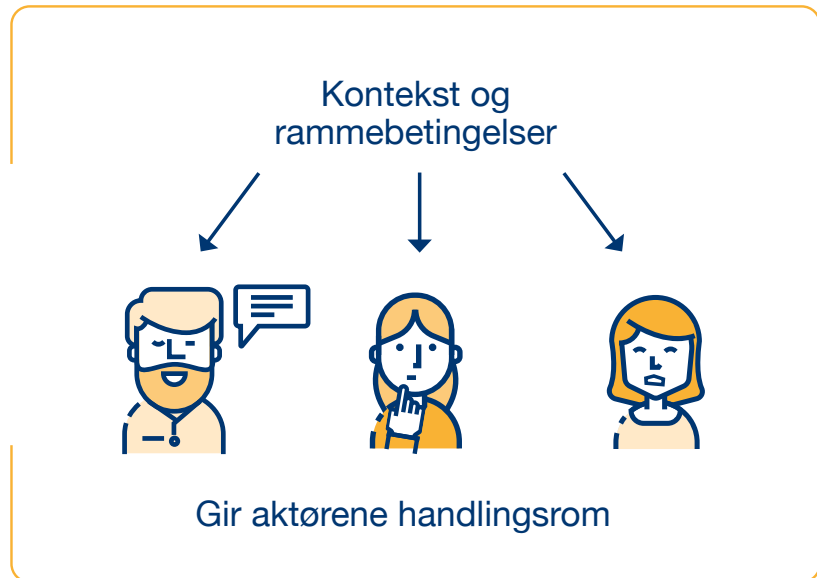 Kontekst og
rammebetingelser
Gir aktørene handlingsrom